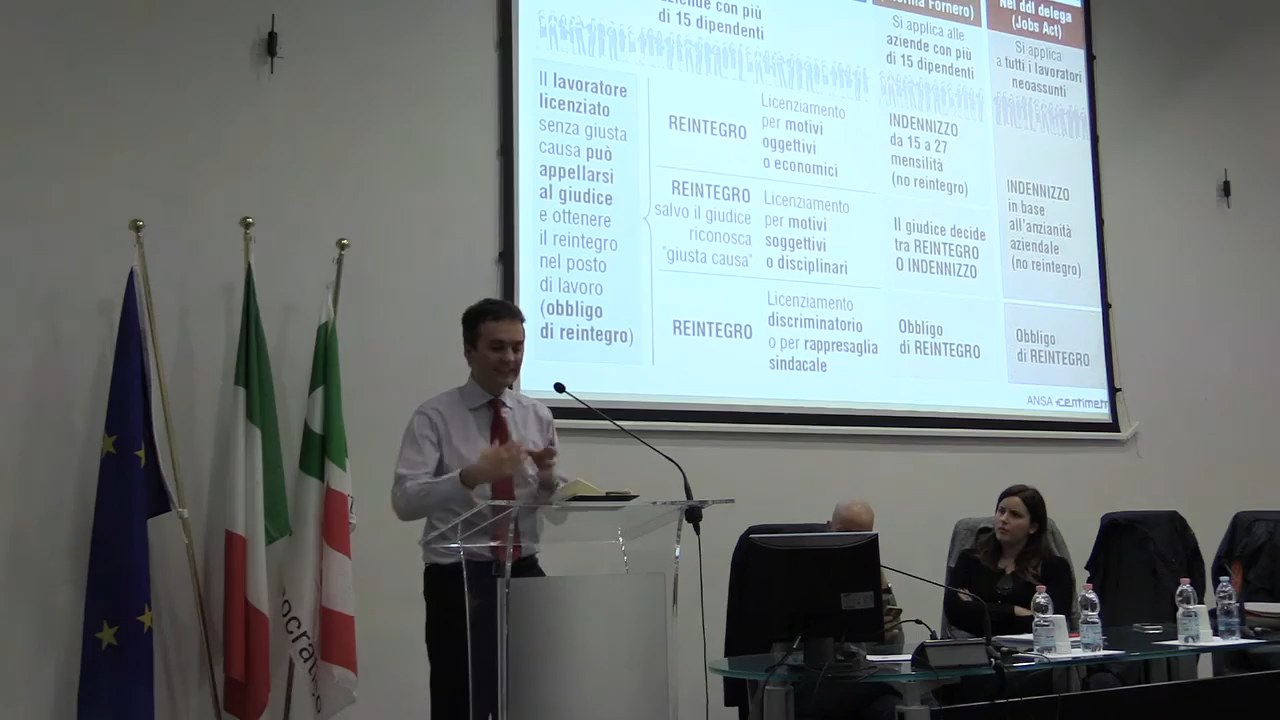 aziende con più
di 15 dipendenti
Il lavoratore
licenziato
senza giusta
causa può
appellarsi
al giudice
e ottenere
il reintegro
nel posto
di lavoro
(obbligo
di reintegro)
REINTEGRO
Licenziamento
per motivi
oggettivi
o economici
REINTEGRO
salvo il giudice
riconosca
"giusta causa"
Licenziamento
per motivi
soggettivi
o disciplinari
REINTEGRO
Licenziamento
discriminatorio
o per rappresaglia
sindacale
Fornero)
Si applica alle
aziende con più
di 15 dipendenti
INDENNIZZO
da 15 a 27
mensilità
(no reintegro)
Il giudice decide
tra REINTEGRO
O INDENNIZZO
Obbligo
di REINTEGRO
Nel ddl delega
(Jobs Act)
Si applica
a tutti i lavoratori
neoassunti
INDENNIZZO
in base
all'anzianità
aziendale
(no reintegro)
Obbligo
di REINTEGRO
ANSA centimetri
ocratico